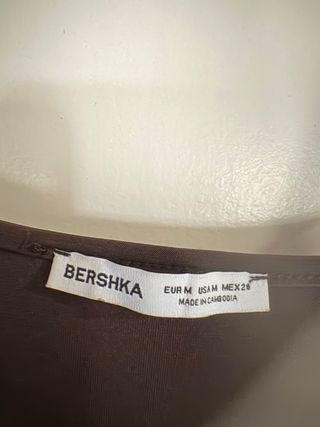 BERSHKA
EUR M USA M MEX 28
MADE IN CAMBODIA